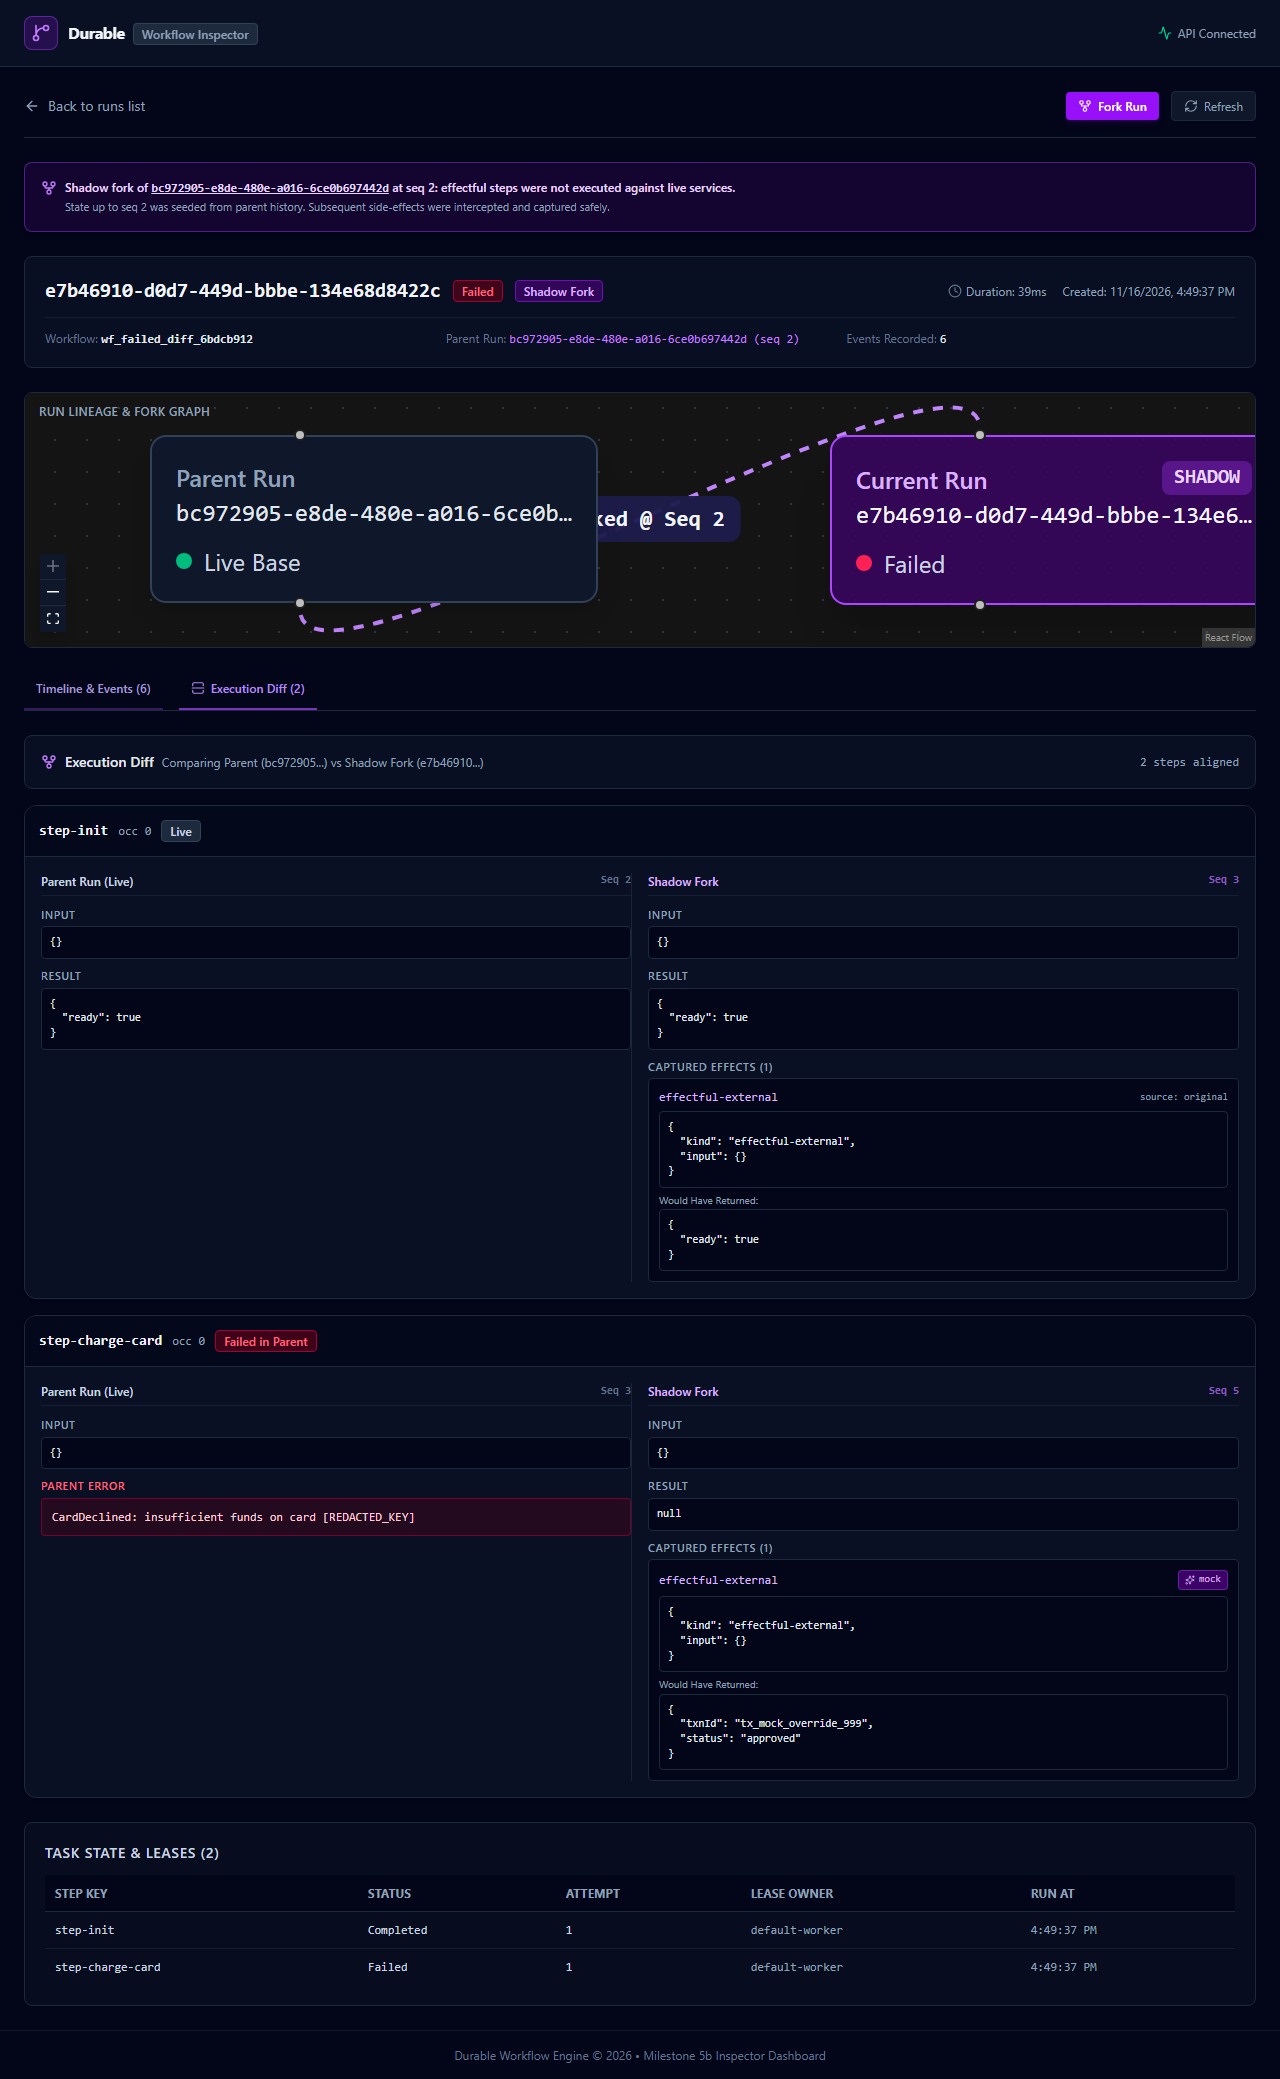 Durable Workflow Inspector
API Connected
Back to runs list
Fork Run
Refresh
Shadow fork of bc972905-e8de-480e-a016-6ce0b697442d at seq 2: effectful steps were not executed against live services.
State up to seq 2 was seeded from parent history. Subsequent side-effects were intercepted and captured safely.
e7b46910-d0d7-449d-bbbe-134e68d8422c Failed Shadow Fork
Duration: 39ms Created: 11/16/2026, 4:49:37 PM
Workflow: wf_failed_diff_6bdcb912
Parent Run: bc972905-e8de-480e-a016-6ce0b697442d (seq 2)
Events Recorded: 6
RUN LINEAGE & FORK GRAPH
Parent Run
bc972905-e8de-480e-a016-6ce0b...
Live Base
ked @ Seq 2
Current Run SHADOW
e7b46910-d0d7-449d-bbbe-134e6...
Failed
React Flow
Timeline & Events (6)
Execution Diff (2)
Execution Diff Comparing Parent (bc972905...) vs Shadow Fork (e7b46910...)
2 steps aligned
step-init occ 0 Live
Parent Run (Live) Seq 2
INPUT
{}
RESULT
{
"ready": true
}
Shadow Fork Seq 3
INPUT
{}
RESULT
{
"ready": true
}
CAPTURED EFFECTS (1)
effectful-external source: original
{
"kind": "effectful-external",
"input": {}
}
Would Have Returned:
{
"ready": true
}
step-charge-card occ 0 Failed in Parent
Parent Run (Live) Seq 3
INPUT
{}
PARENT ERROR
CardDeclined: insufficient funds on card [REDACTED_KEY]
Shadow Fork Seq 5
INPUT
{}
RESULT
null
CAPTURED EFFECTS (1)
effectful-external mock
{
"kind": "effectful-external",
"input": {}
}
Would Have Returned:
{
"txnId": "tx_mock_override_999",
"status": "approved"
}
TASK STATE & LEASES (2)
STEP KEY STATUS ATTEMPT LEASE OWNER RUN AT
step-init Completed 1 default-worker 4:49:37 PM
step-charge-card Failed 1 default-worker 4:49:37 PM
Durable Workflow Engine © 2026 • Milestone 5b Inspector Dashboard